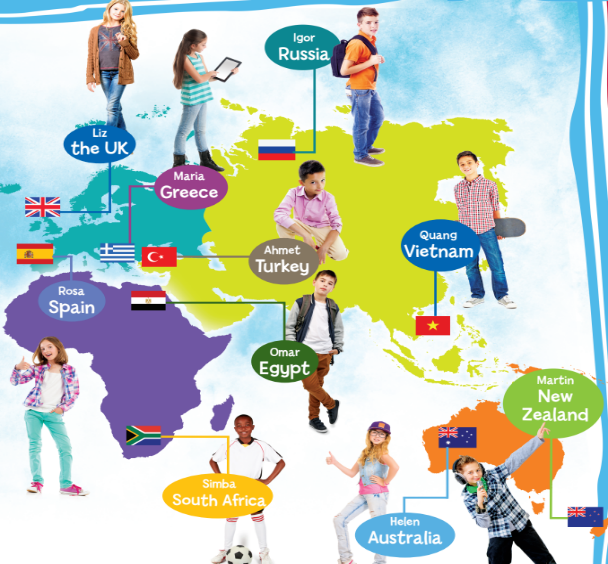 Igor
Russia
Liz
the UK
Maria
Greece
Ahmet
Turkey
Quang
Vietnam
Rosa
Spain
Omar
Egypt
Martin
New
Zealand
Simba
South Africa
Helen
Australia